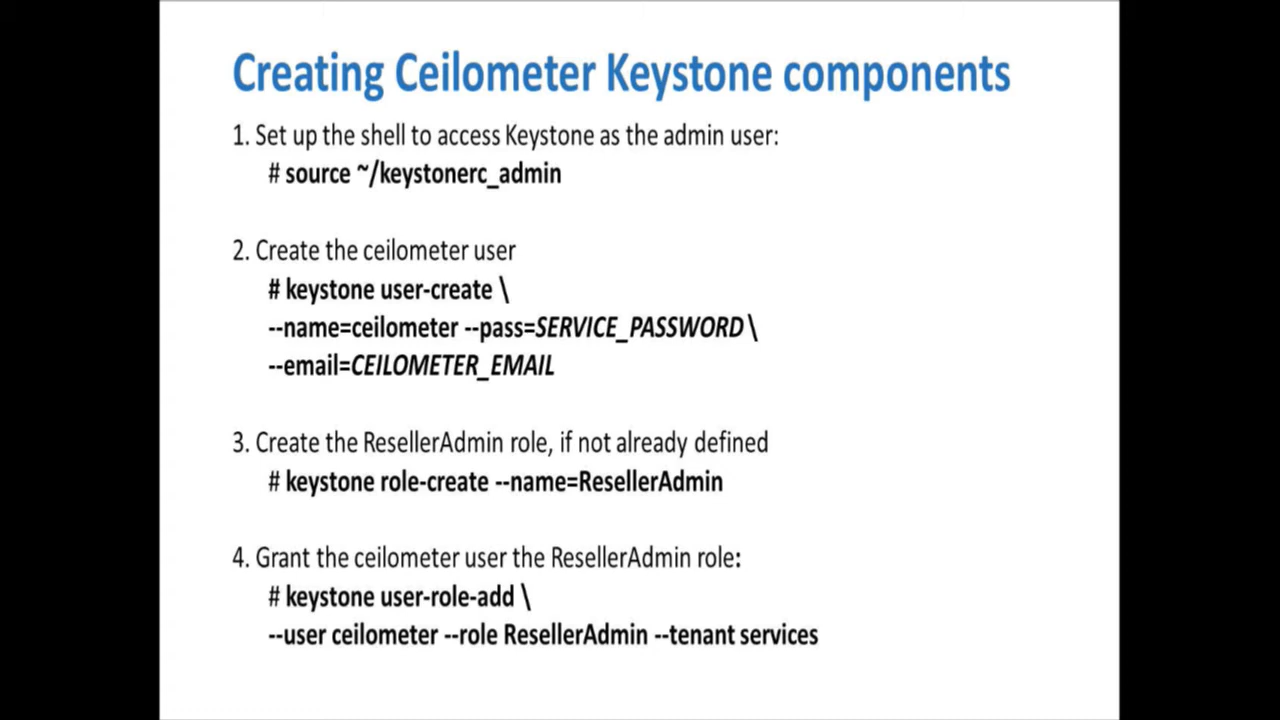 Creating Ceilometer Keystone components
1. Set up the shell to access Keystone as the admin user:
# source ~/keystonerc_admin
2. Create the ceilometer user
# keystone user-create \
--name=ceilometer --pass=SERVICE_PASSWORD \
--email=CEILOMETER_EMAIL
3. Create the ResellerAdmin role, if not already defined
# keystone role-create --name=ResellerAdmin
4. Grant the ceilometer user the ResellerAdmin role:
# keystone user-role-add \
--user ceilometer --role ResellerAdmin --tenant services